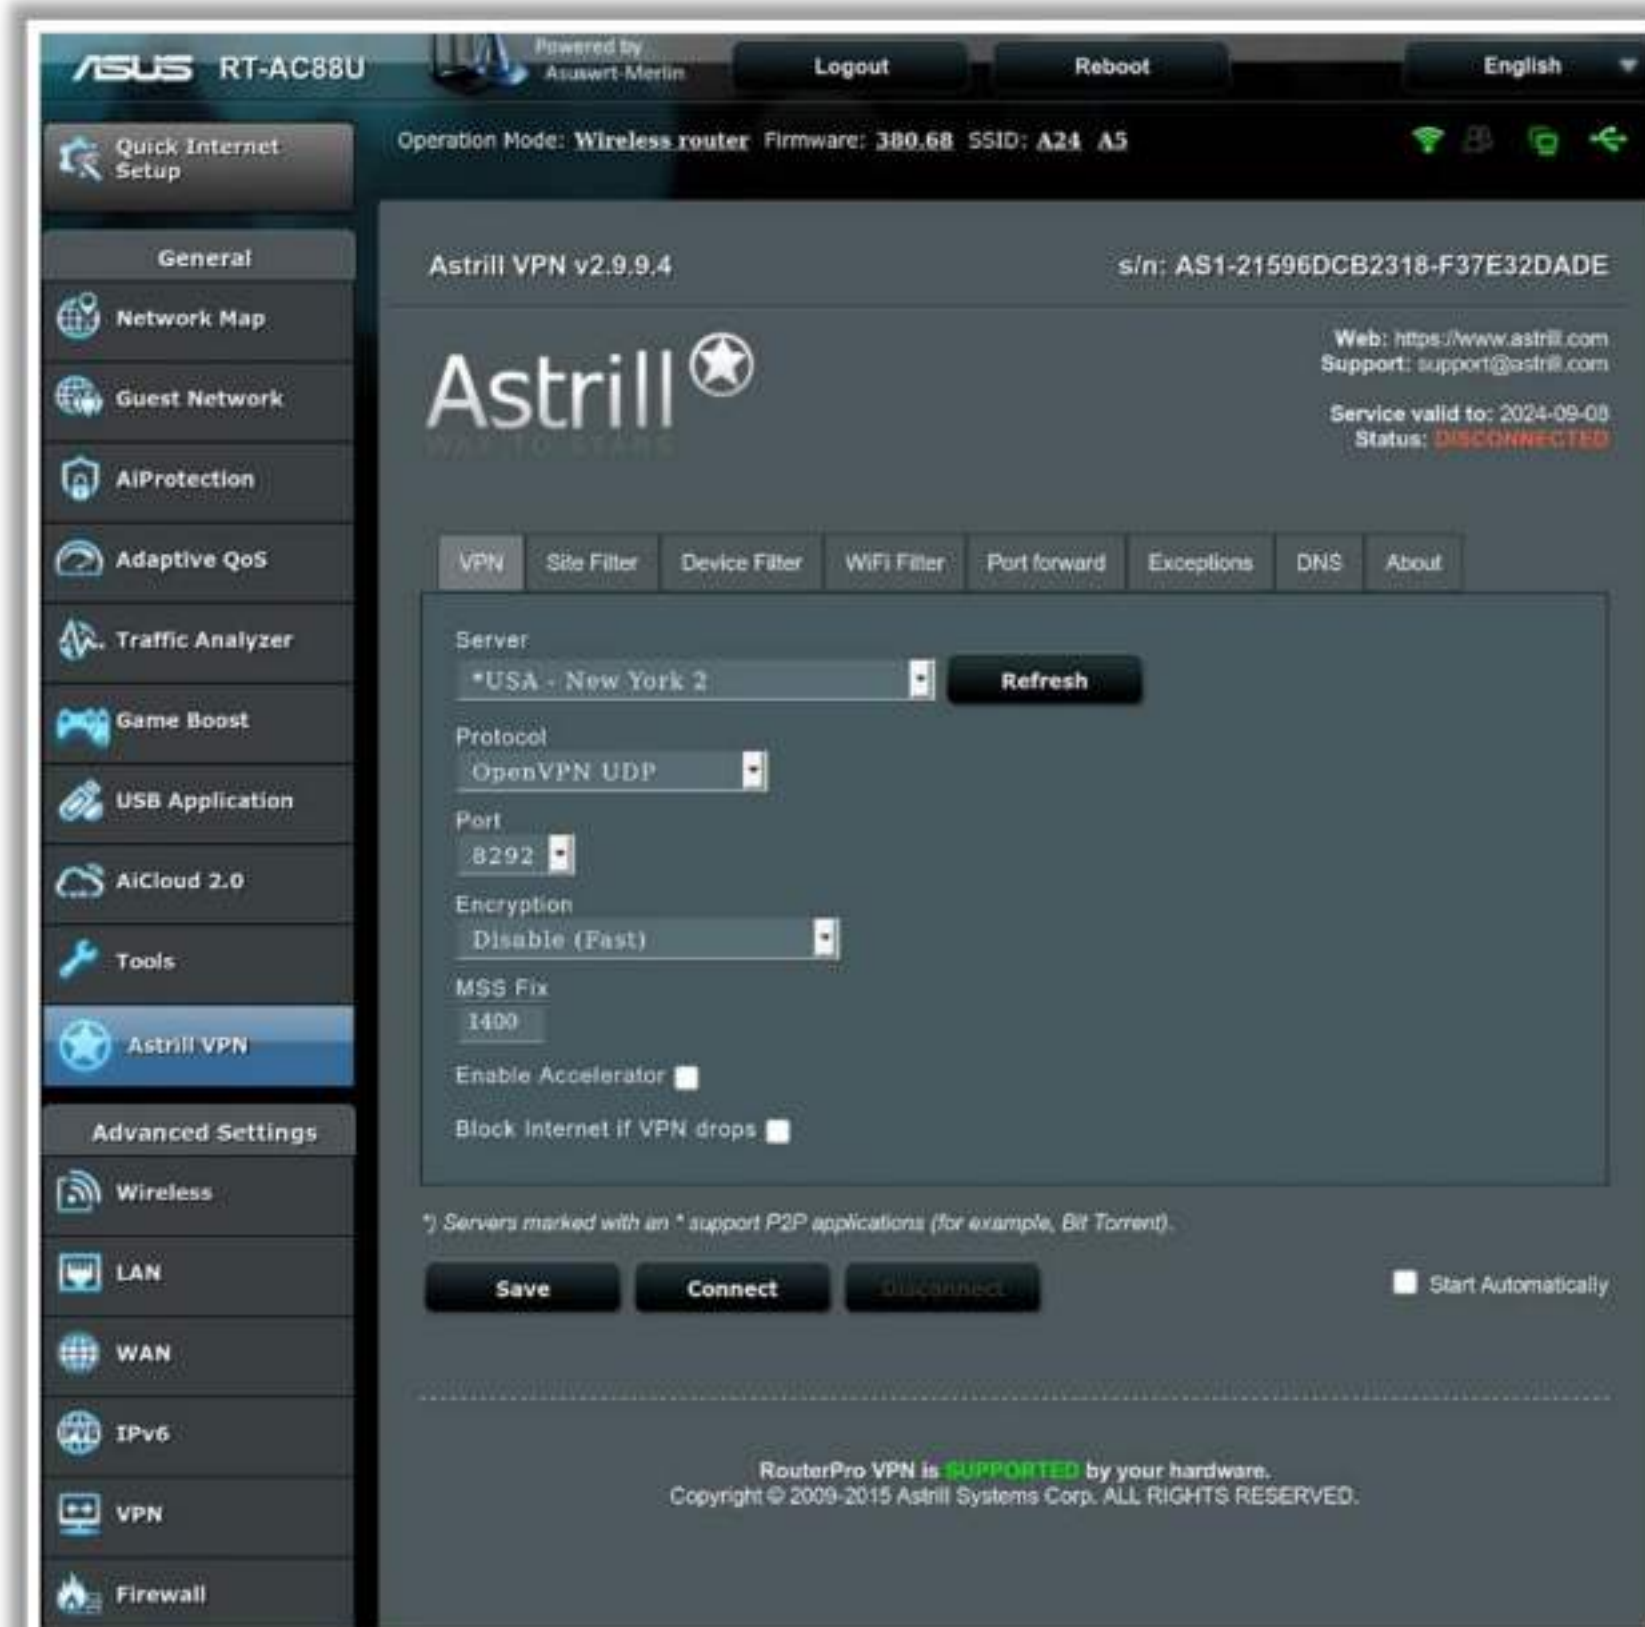 ASUS RT-AC88U
Powered by
Asuswrt-Merlin
Logout
Reboot
English
Quick Internet
Setup
Operation Mode: Wireless router Firmware: 380.68 SSID: A24 A5
General
Network Map
Guest Network
AiProtection
Adaptive QoS
Traffic Analyzer
Game Boost
USB Application
AiCloud 2.0
Tools
Astrill VPN
Advanced Settings
Wireless
LAN
WAN
IPv6
VPN
Firewall
Astrill VPN v2.9.9.4
s/n: AS1-21596DCB2318-F37E32DADE
Astrill
WAY TO STARS
Web: https://www.astrill.com
Support: support@astrill.com
Service valid to: 2024-09-08
Status: DISCONNECTED
VPN Site Filter Device Filter WiFi Filter Port forward Exceptions DNS About
Server
*USA - New York 2
Refresh
Protocol
OpenVPN UDP
Port
8292
Encryption
Disable (Fast)
MSS Fix
1400
Enable Accelerator
Block Internet if VPN drops
*) Servers marked with an * support P2P applications (for example, Bit Torrent).
Save
Connect
Disconnect
Start Automatically
RouterPro VPN is SUPPORTED by your hardware.
Copyright © 2009-2015 Astrill Systems Corp. ALL RIGHTS RESERVED.